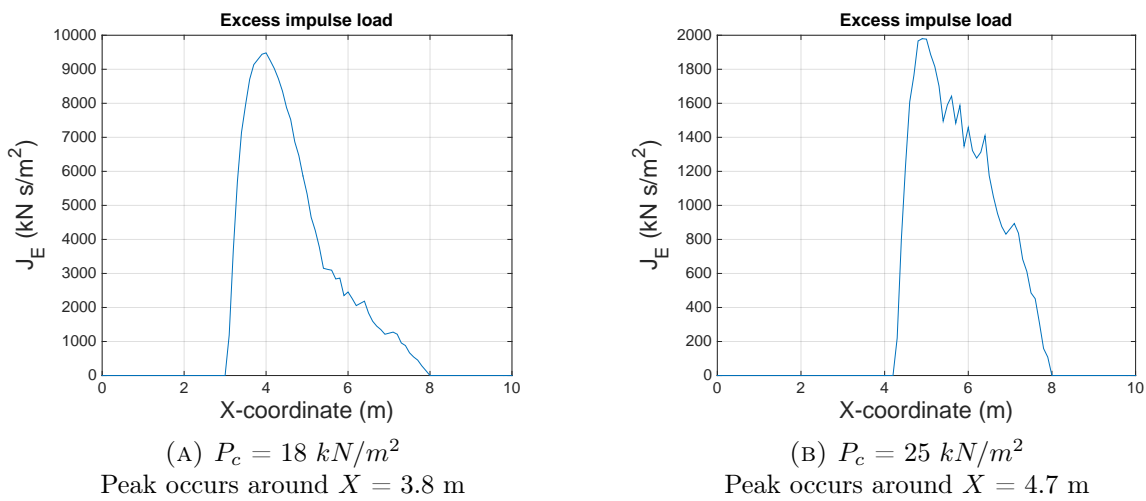 Excess impulse load
10000
9000
8000
7000
6000
5000
4000
3000
2000
1000
0
J_E (kN s/m^2)
0 2 4 6 8 10
X-coordinate (m)
(A) P_c = 18 kN/m^2
Peak occurs around X = 3.8 m
Excess impulse load
2000
1800
1600
1400
1200
1000
800
600
400
200
0
J_E (kN s/m^2)
0 2 4 6 8 10
X-coordinate (m)
(B) P_c = 25 kN/m^2
Peak occurs around X = 4.7 m